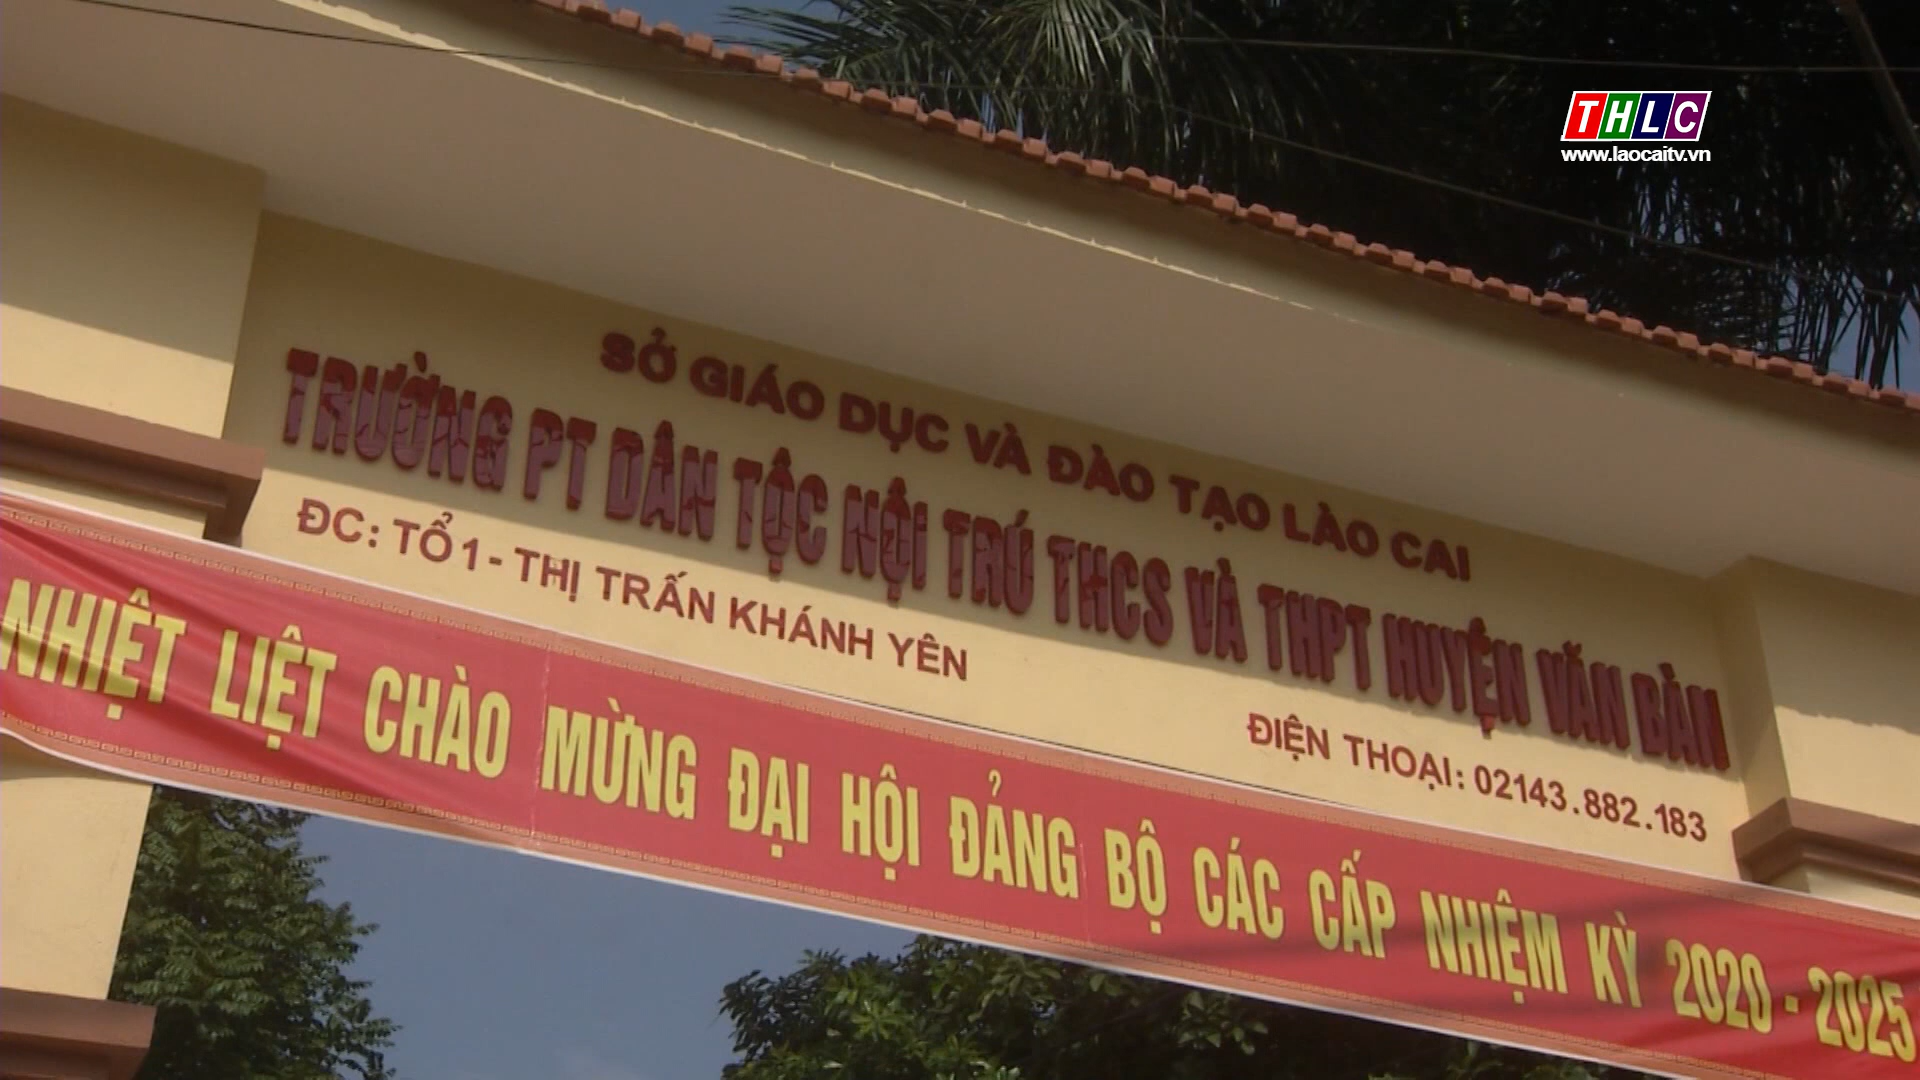 THLC
www.laocaitv.vn
SỞ GIÁO DỤC VÀ ĐÀO TẠO LÀO CAI
TRƯỜNG PT DÂN TỘC NỘI TRÚ THCS VÀ THPT HUYỆN VĂN BÀN
ĐC: TỔ 1 - THỊ TRẤN KHÁNH YÊN
ĐIỆN THOẠI: 02143.882.183
NHIỆT LIỆT CHÀO MỪNG ĐẠI HỘI ĐẢNG BỘ CÁC CẤP NHIỆM KỲ 2020 - 2025